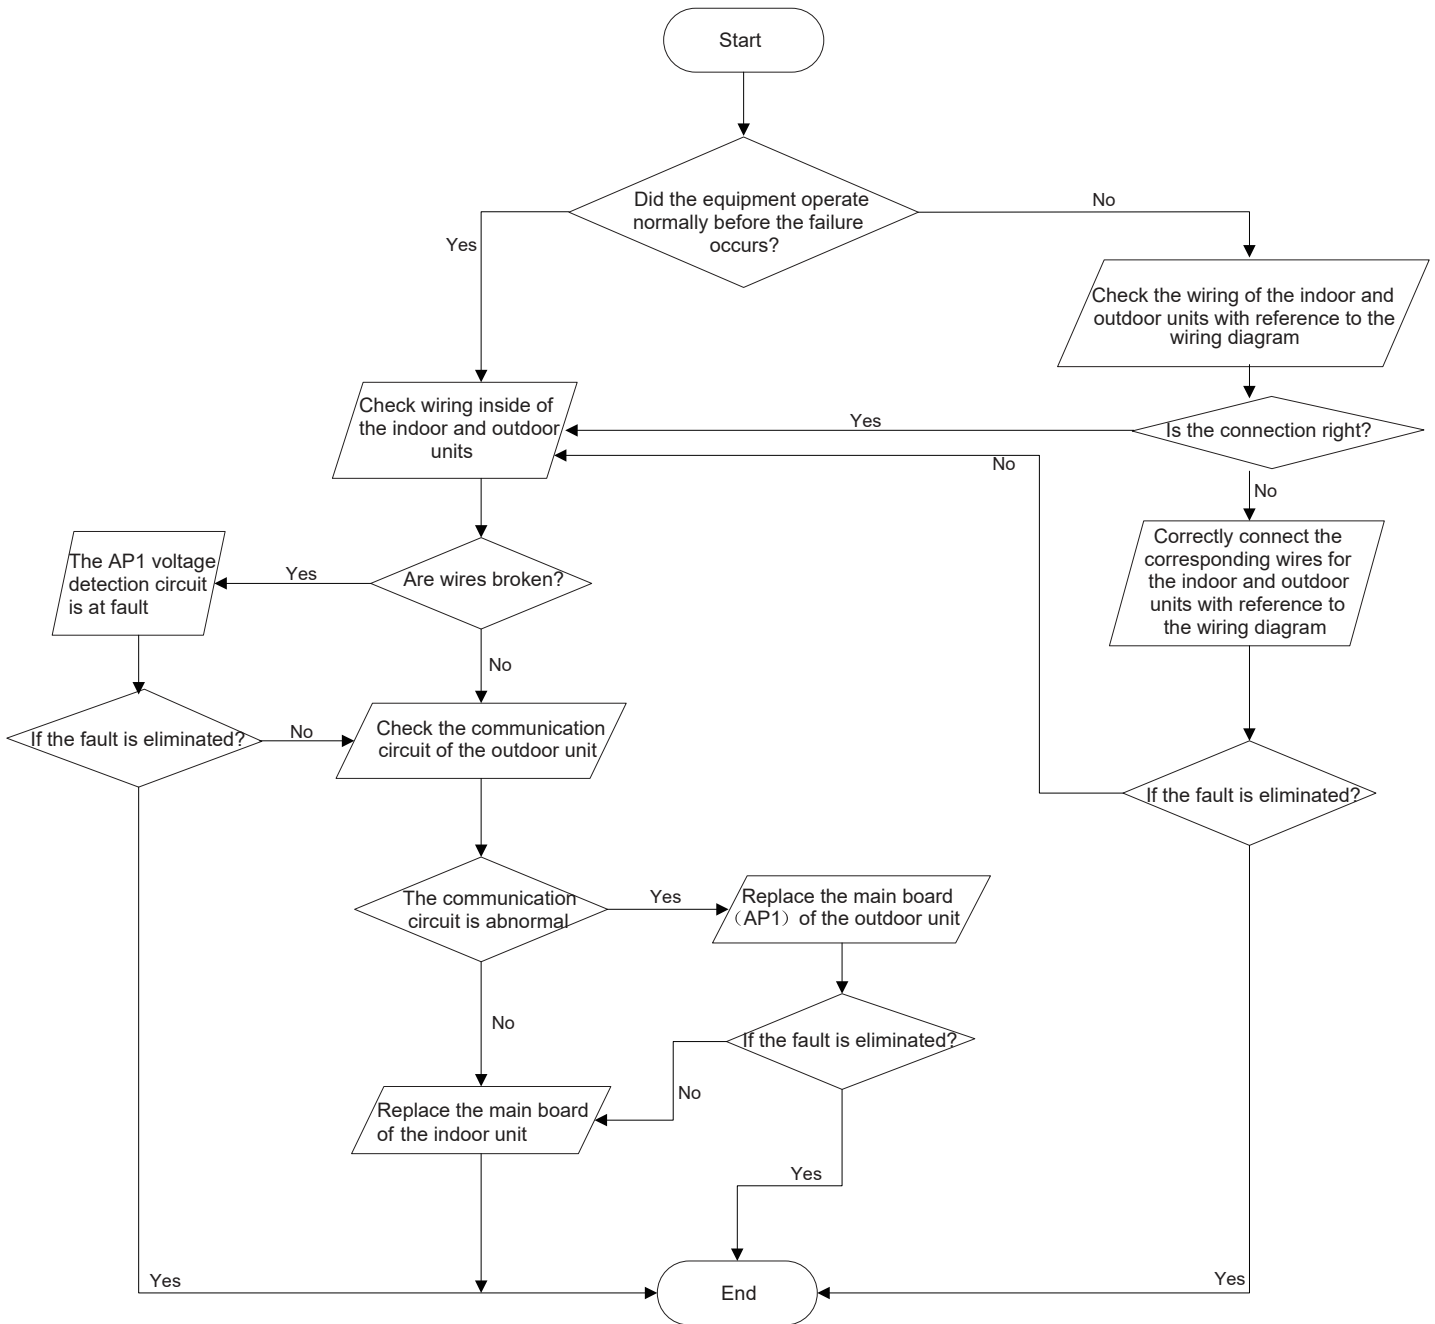 Start
Did the equipment operate
normally before the failure
occurs?
No
Yes
Check the wiring of the indoor and
outdoor units with reference to the
wiring diagram
Check wiring inside of
the indoor and outdoor
units
Yes
Is the connection right?
No
No
Correctly connect the
corresponding wires for
the indoor and outdoor
units with reference to
the wiring diagram
The AP1 voltage
detection circuit
is at fault
Yes
Are wires broken?
No
If the fault is eliminated?
No
Check the communication
circuit of the outdoor unit
If the fault is eliminated?
The communication
circuit is abnormal
Yes
Replace the main board
（AP1）of the outdoor unit
No
If the fault is eliminated?
No
Replace the main board
of the indoor unit
Yes
Yes
End
Yes